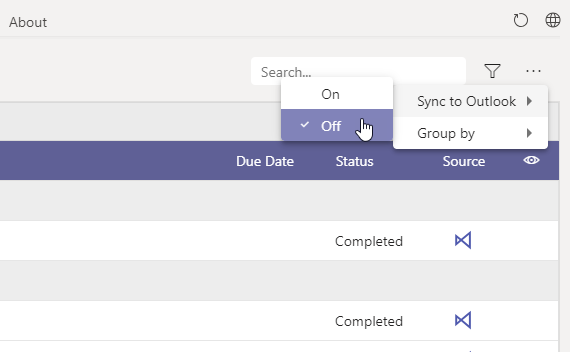 About
Search...
On
Sync to Outlook
Off
Group by
Due Date Status Source
Completed
Completed